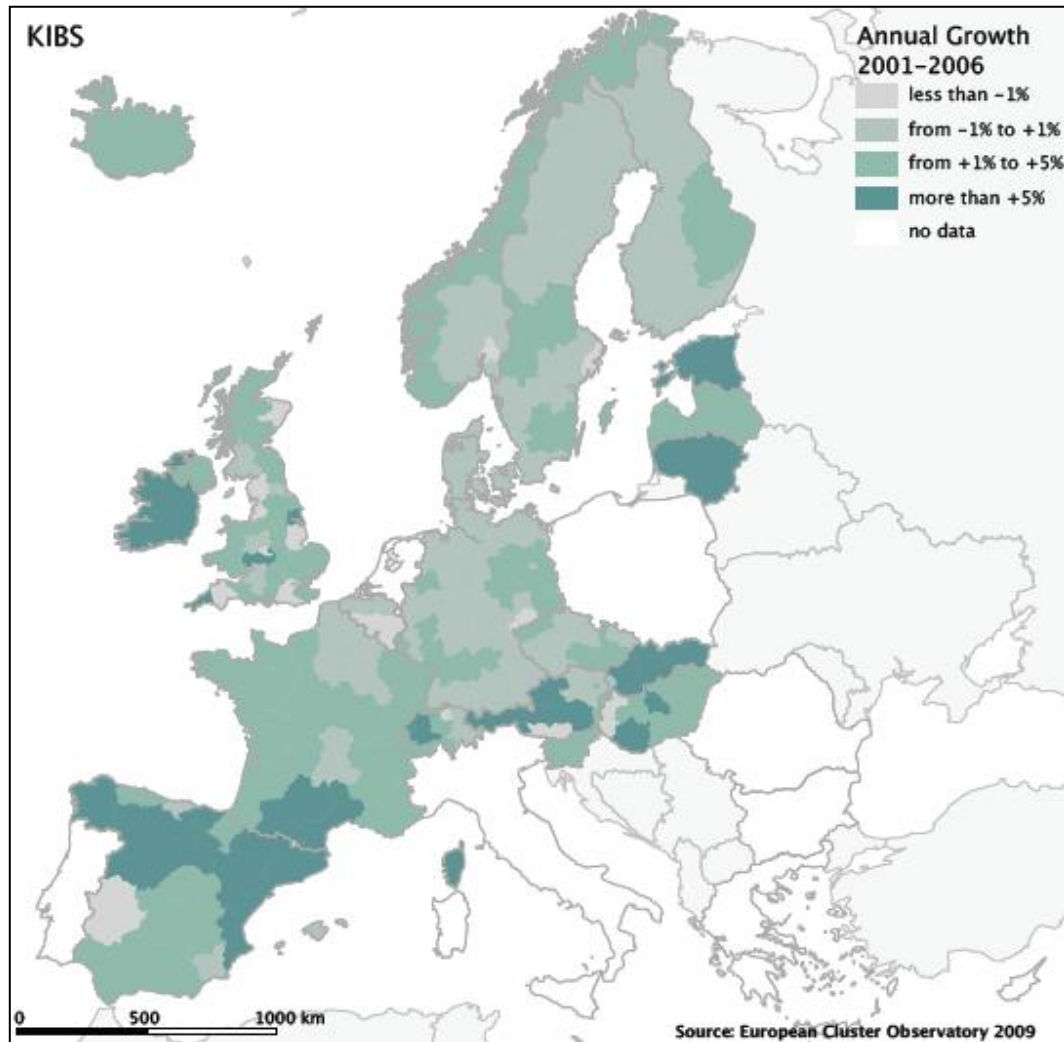 KIBS
Annual Growth
2001-2006
less than -1%
from -1% to +1%
from +1% to +5%
more than +5%
no data
0 500 1000 km
Source: European Cluster Observatory 2009